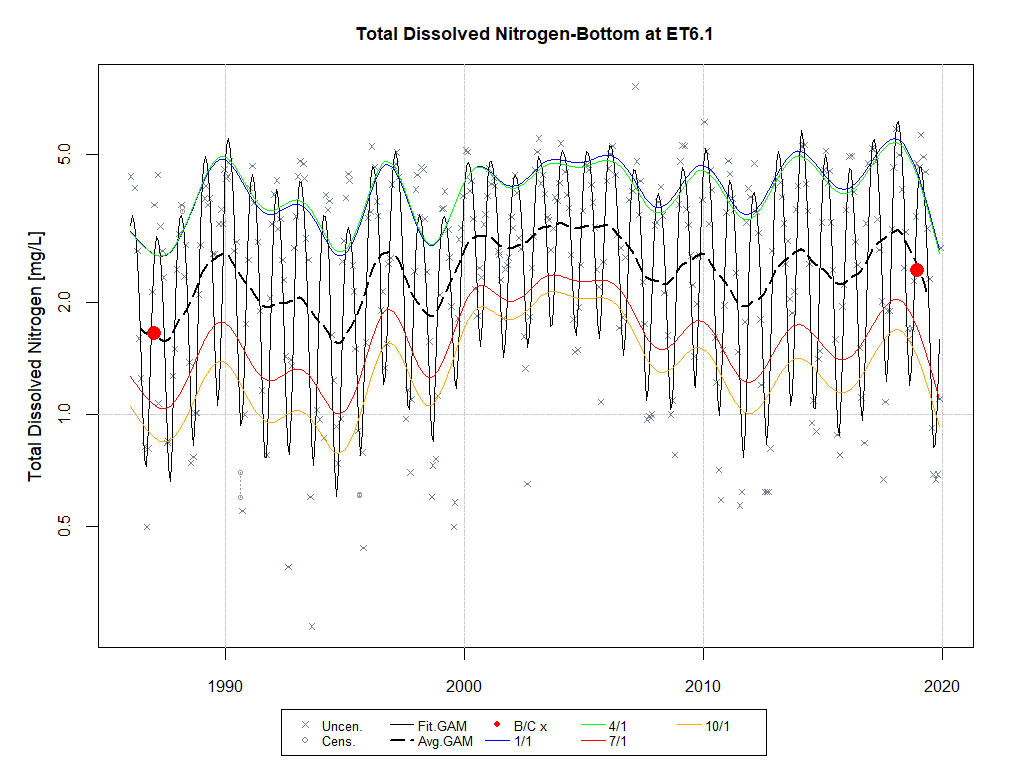 Total Dissolved Nitrogen-Bottom at ET6.1
Total Dissolved Nitrogen [mg/L]
5.0
2.0
1.0
0.5
1990 2000 2010 2020
Uncen. Fit.GAM B/C x 4/1 10/1
Cens. Avg.GAM 1/1 7/1